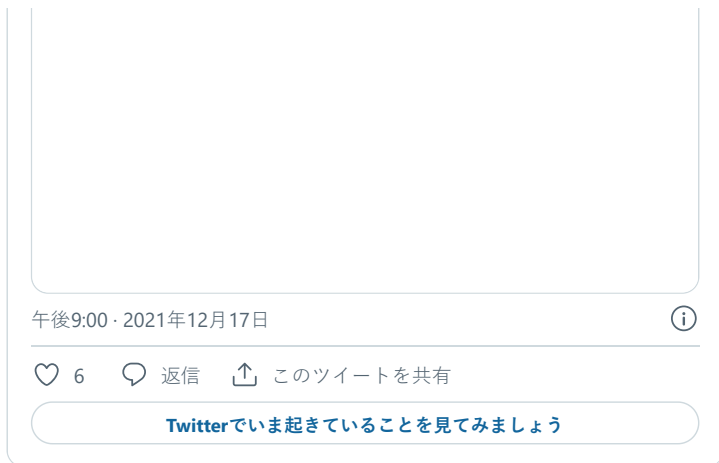 午後9:00 · 2021年12月17日
6 返信 このツイートを共有
Twitterでいま起きていることを見てみましょう